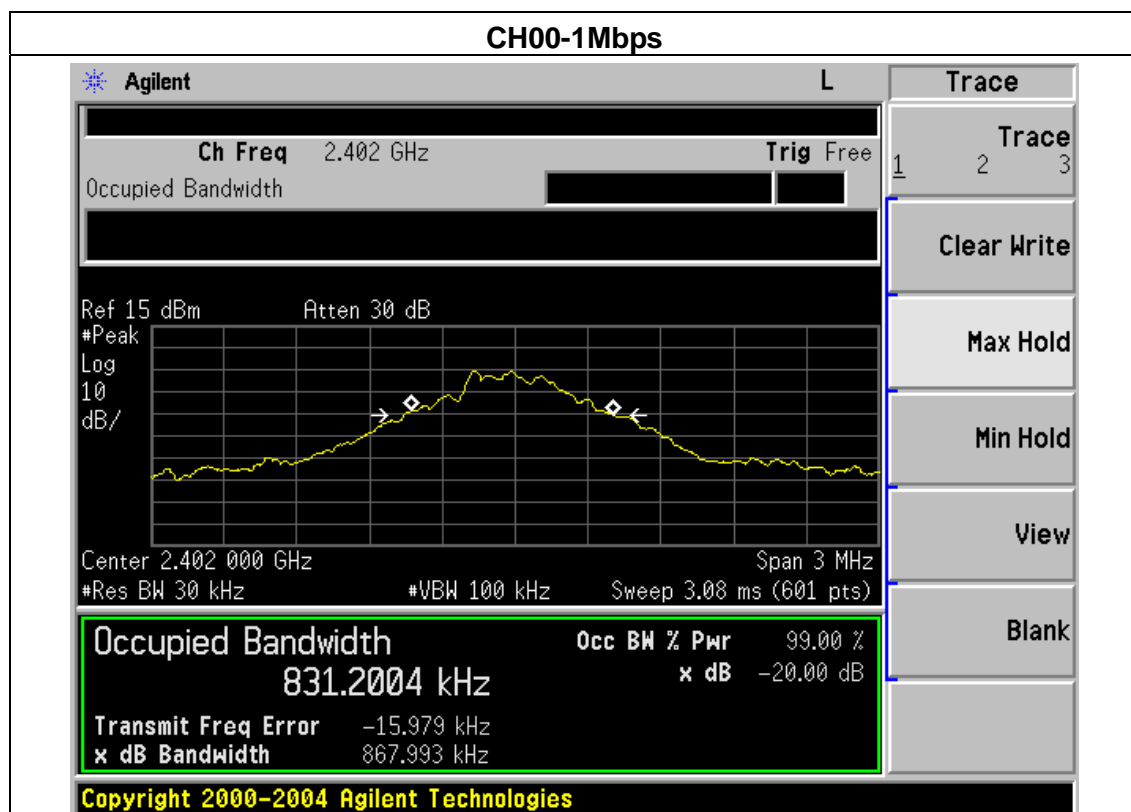 CH00-1Mbps
Agilent L Trace
Ch Freq 2.402 GHz Trig Free
Occupied Bandwidth
Trace
1 2 3
Clear Write
Max Hold
Min Hold
View
Blank
Ref 15 dBm Atten 30 dB
#Peak
Log
10
dB/
Center 2.402 000 GHz Span 3 MHz
#Res BW 30 kHz #VBW 100 kHz Sweep 3.08 ms (601 pts)
Occupied Bandwidth Occ BW % Pwr 99.00 %
831.2004 kHz x dB -20.00 dB
Transmit Freq Error -15.979 kHz
x dB Bandwidth 867.993 kHz
Copyright 2000-2004 Agilent Technologies